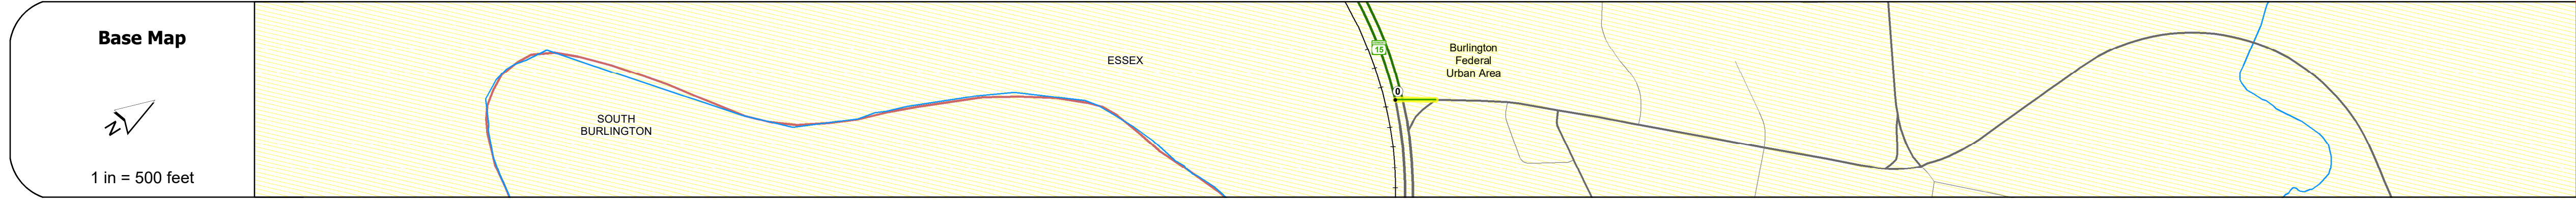 Base Map
N
1 in = 500 feet
SOUTH
BURLINGTON
ESSEX
15
0
Burlington
Federal
Urban Area